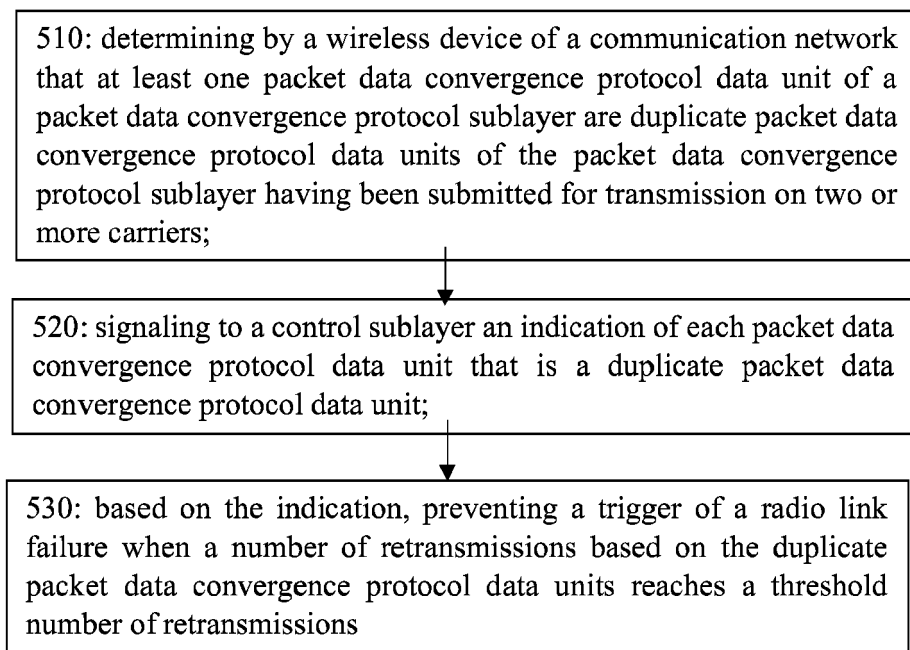 510: determining by a wireless device of a communication network
that at least one packet data convergence protocol data unit of a
packet data convergence protocol sublayer are duplicate packet data
convergence protocol data units of the packet data convergence
protocol sublayer having been submitted for transmission on two or
more carriers;
520: signaling to a control sublayer an indication of each packet data
convergence protocol data unit that is a duplicate packet data
convergence protocol data unit;
530: based on the indication, preventing a trigger of a radio link
failure when a number of retransmissions based on the duplicate
packet data convergence protocol data units reaches a threshold
number of retransmissions